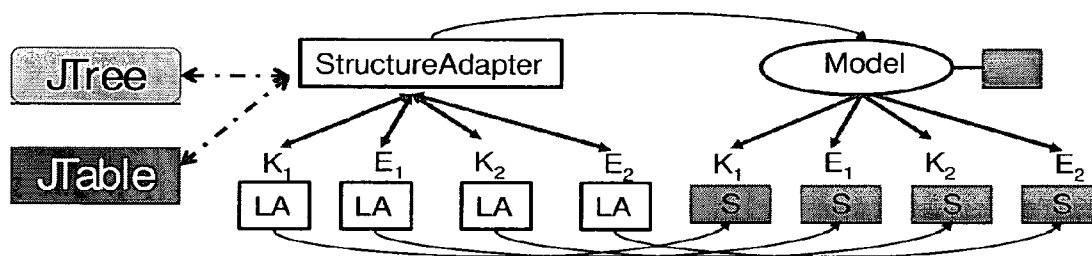 JTree
StructureAdapter
Model
JTable
K₁ E₁ K₂ E₂ K₁ E₁ K₂ E₂
LA LA LA LA S S S S